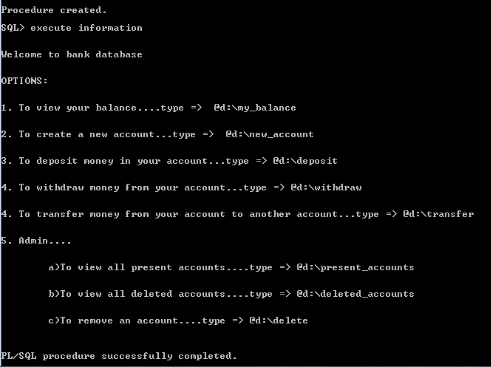 Procedure created.
SQL> execute information
Welcome to bank database
OPTIONS:
1. To view your balance....type => @d:\my_balance
2. To create a new account...type => @d:\new_account
3. To deposit money in your account...type => @d:\deposit
4. To withdraw money from your account...type => @d:\withdraw
4. To transfer money from your account to another account...type => @d:\transfer
5. Admin....
a)To view all present accounts....type => @d:\present_accounts
b)To view all deleted accounts....type => @d:\deleted_accounts
c)To remove an account....type => @d:\delete
PL/SQL procedure successfully completed.